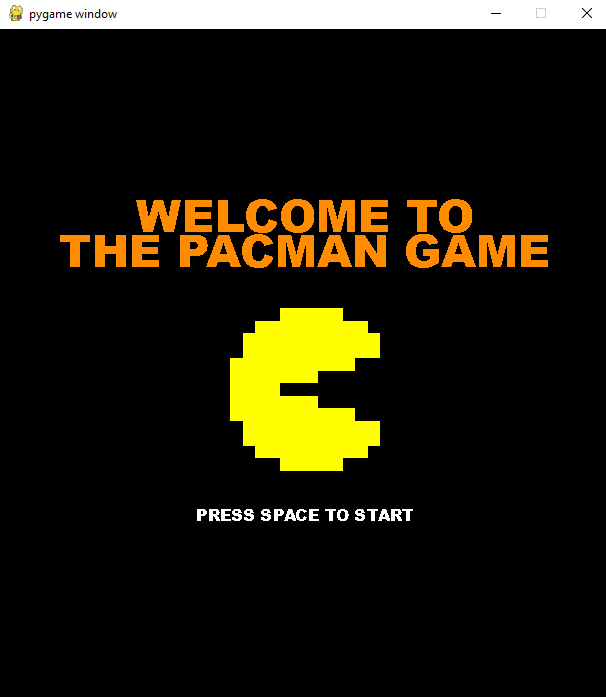 pygame window
WELCOME TO
THE PACMAN GAME
PRESS SPACE TO START